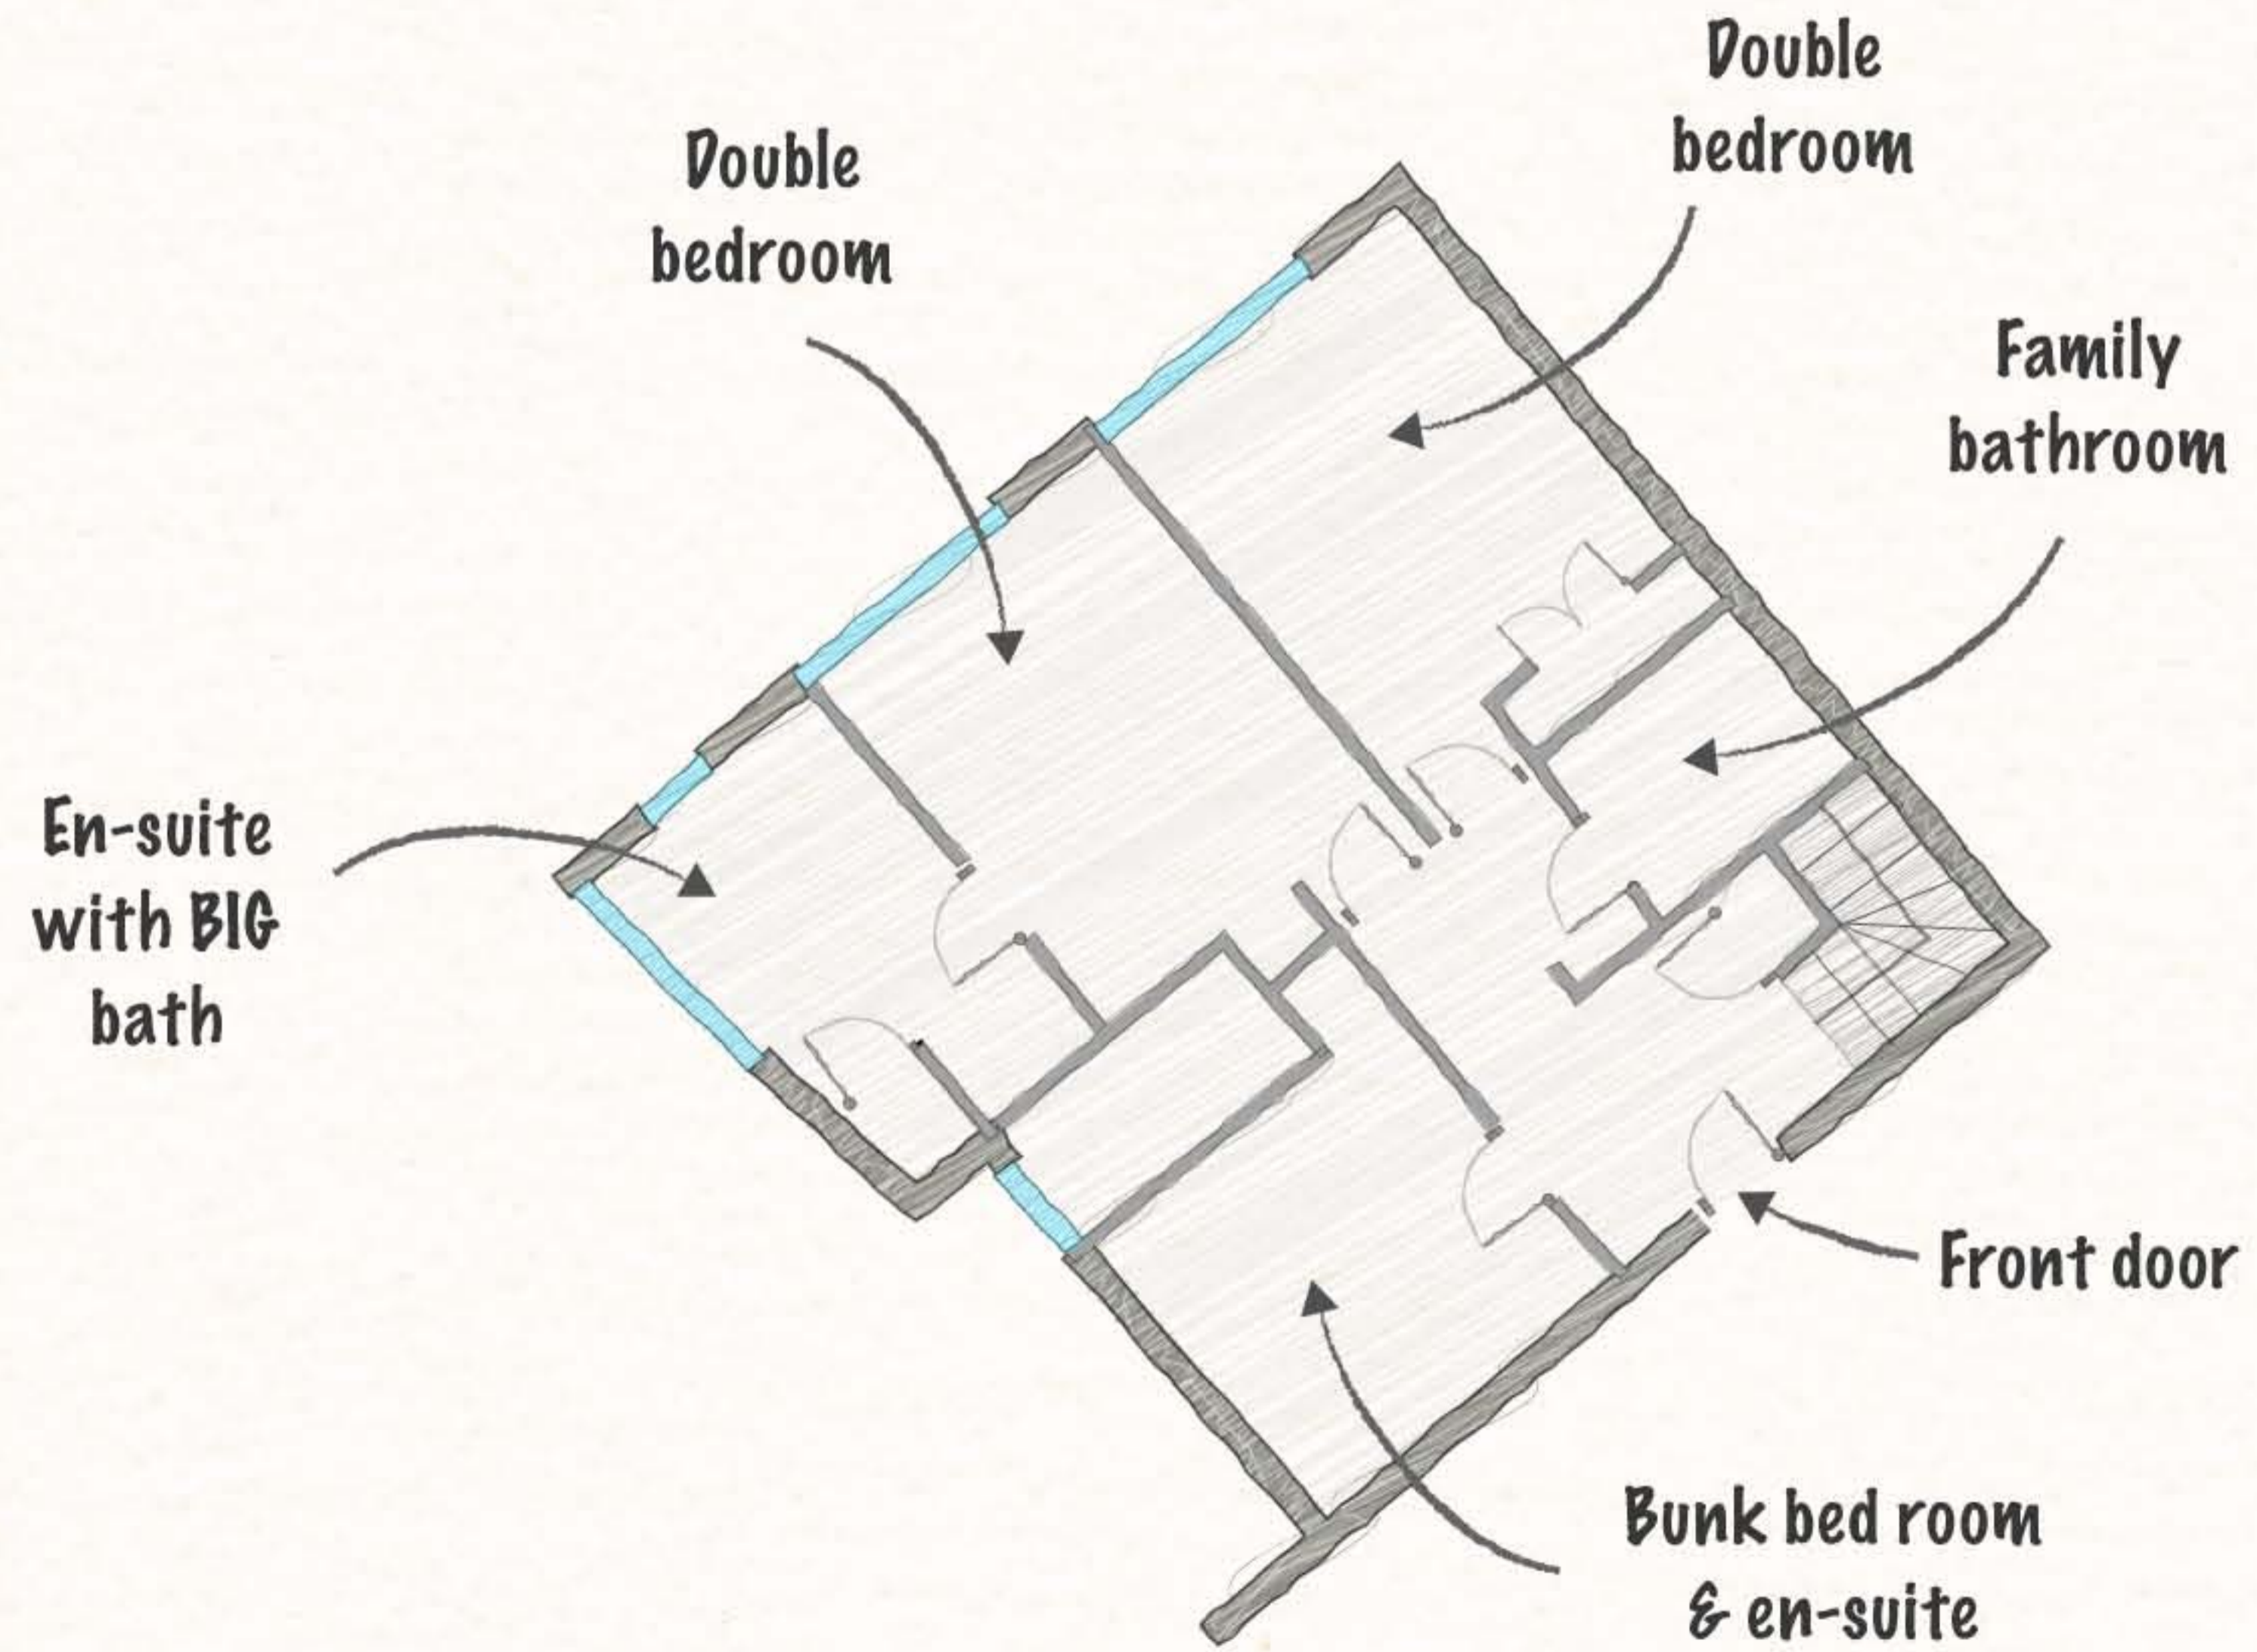 Double
bedroom
Double
bedroom
Family
bathroom
En-suite
with BIG
bath
Front door
Bunk bed room
& en-suite